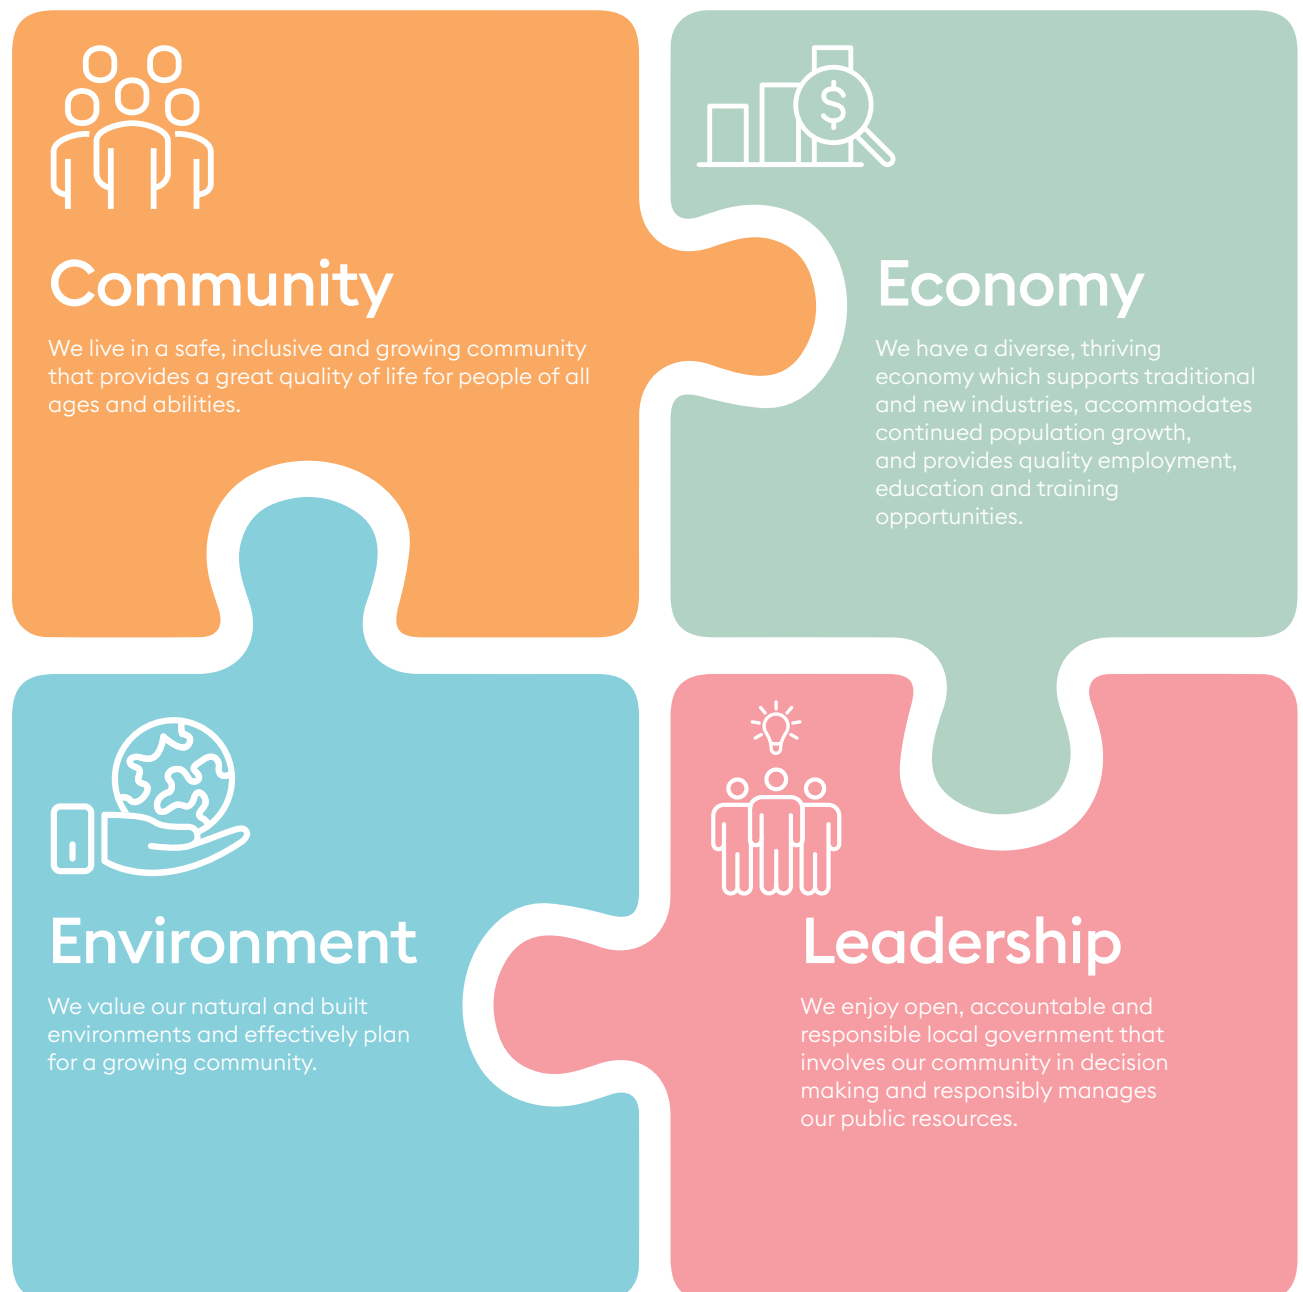 Community
We live in a safe, inclusive and growing community
that provides a great quality of life for people of all
ages and abilities.
$
Economy
We have a diverse, thriving
economy which supports traditional
and new industries, accommodates
continued population growth,
and provides quality employment,
education and training
opportunities.
Environment
We value our natural and built
environments and effectively plan
for a growing community.
Leadership
We enjoy open, accountable and
responsible local government that
involves our community in decision
making and responsibly manages
our public resources.